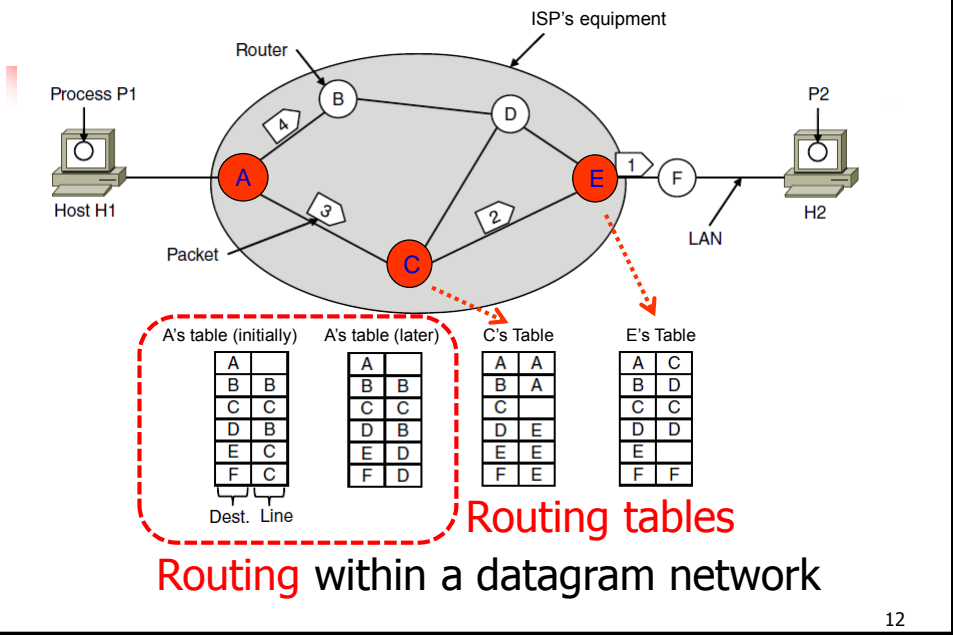 ISP's equipment
Router
Process P1
P2
B
D
4
A
E
1
F
3
2
Host H1
H2
LAN
Packet
C
A's table (initially) A's table (later) C's Table E's Table
A A A A A C
B B B B B A B D
C C C C C C C
D B D B D E D D
E C E D E E E
F C F D F E F F
Dest. Line
Routing tables
Routing within a datagram network
12